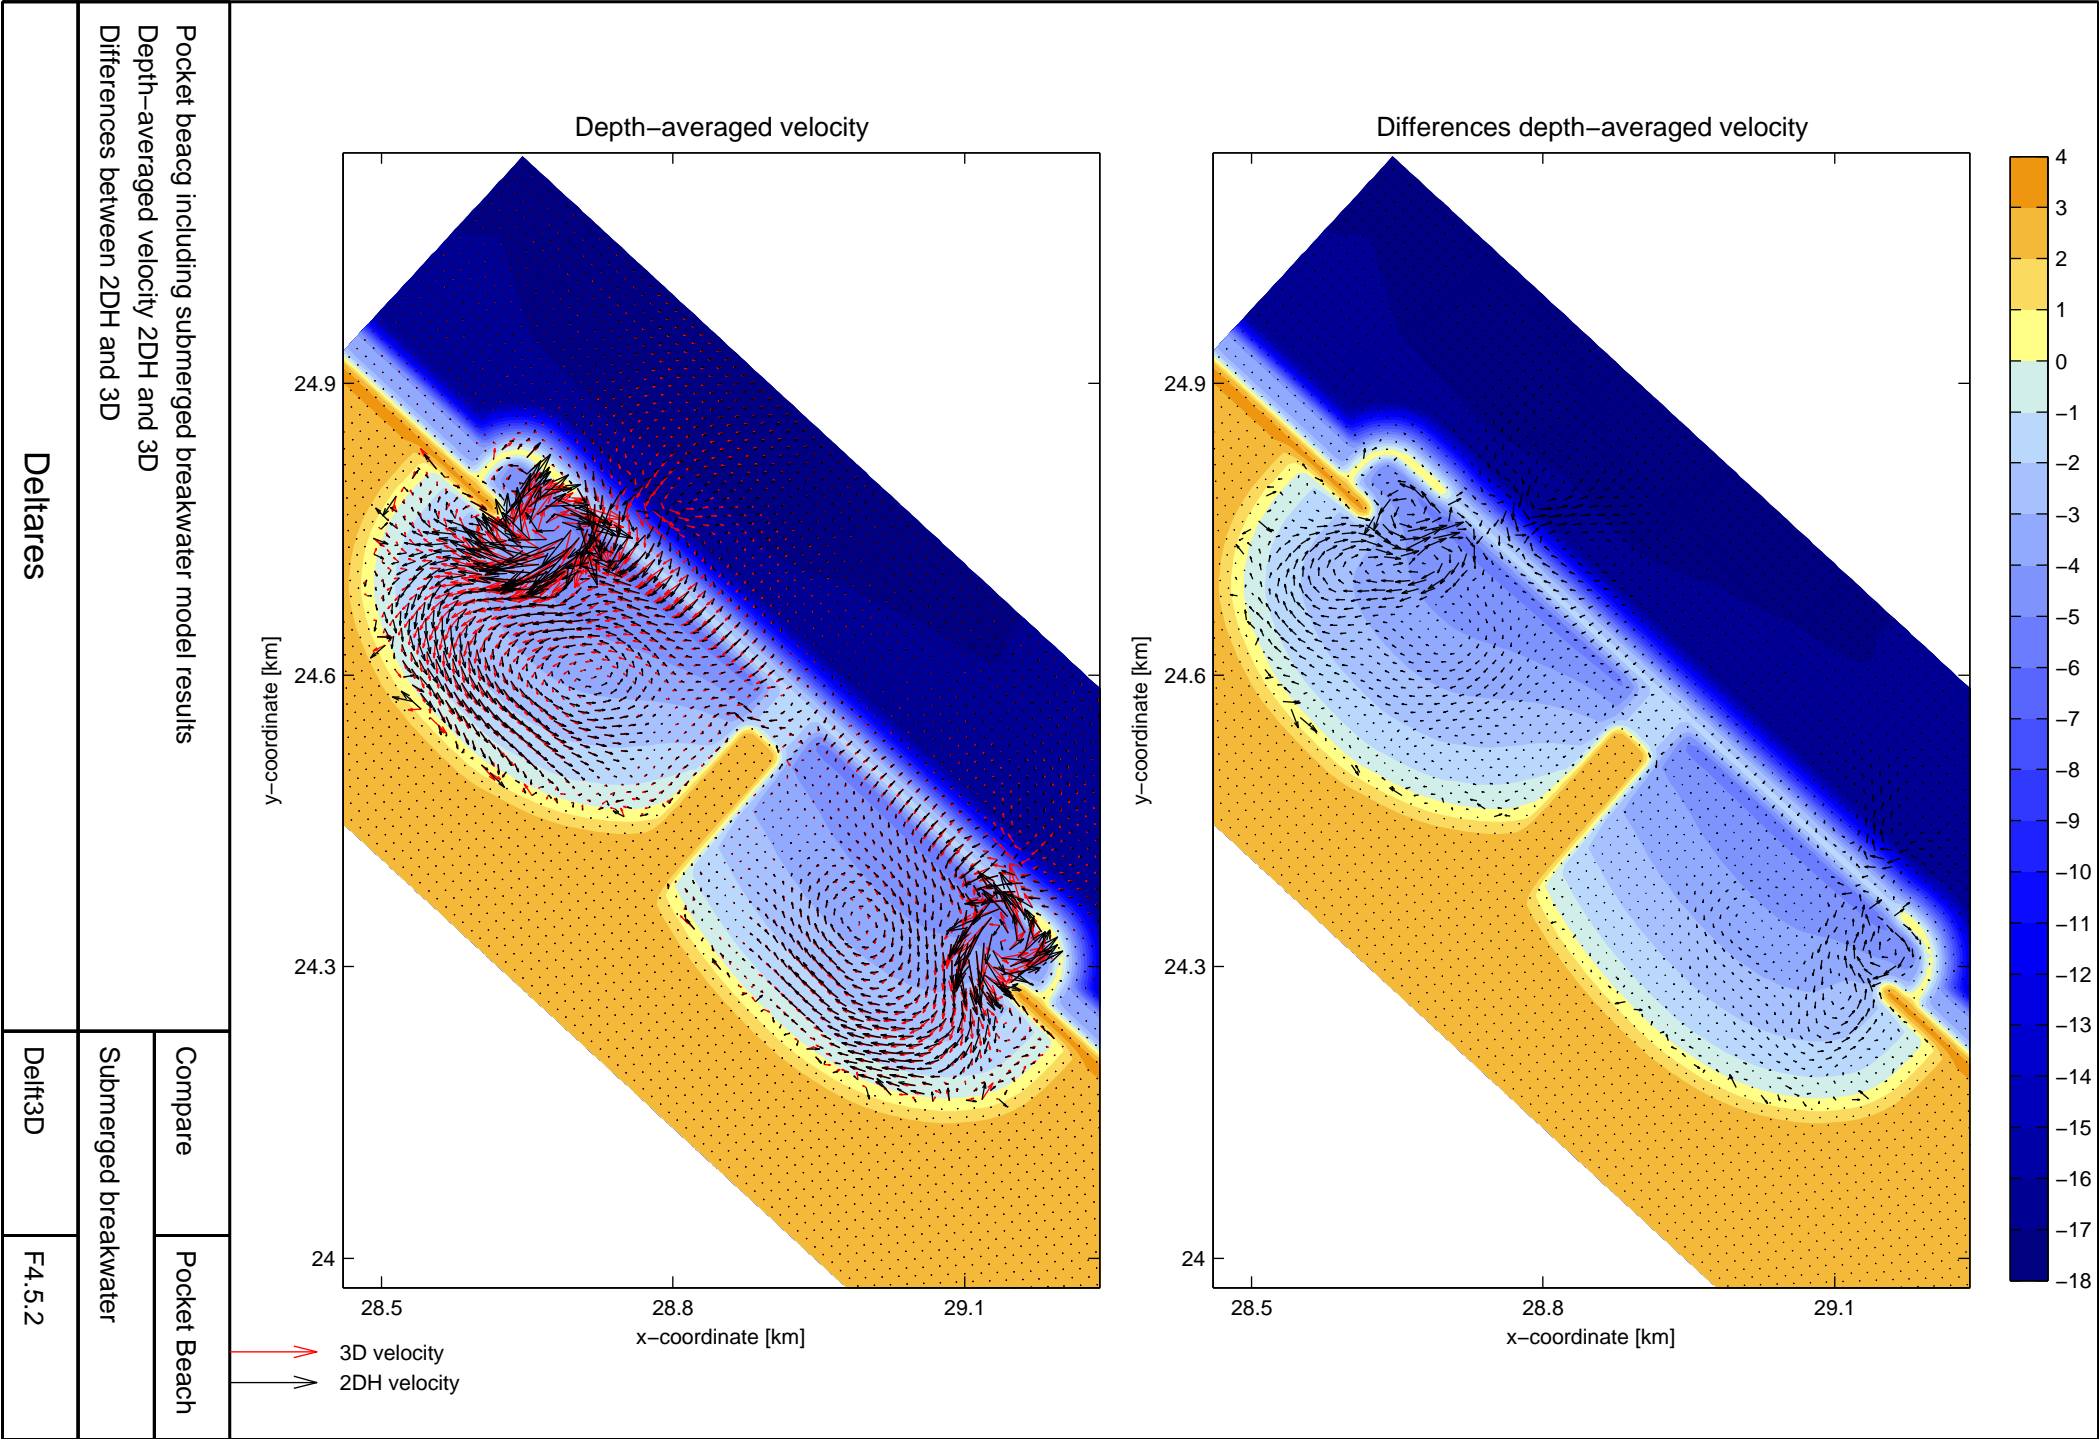 Pocket beacg including submerged breakwater model results
Depth−averaged velocity 2DH and 3D
Differences between 2DH and 3D
Compare
Pocket Beach
Submerged breakwater
Deltares
Delft3D
F4.5.2
Depth−averaged velocity
24.9
24.6
24.3
24
y−coordinate [km]
28.5
28.8
29.1
x−coordinate [km]
3D velocity
2DH velocity
Differences depth−averaged velocity
24.9
24.6
24.3
24
y−coordinate [km]
28.5
28.8
29.1
x−coordinate [km]
4
3
2
1
0
−1
−2
−3
−4
−5
−6
−7
−8
−9
−10
−11
−12
−13
−14
−15
−16
−17
−18